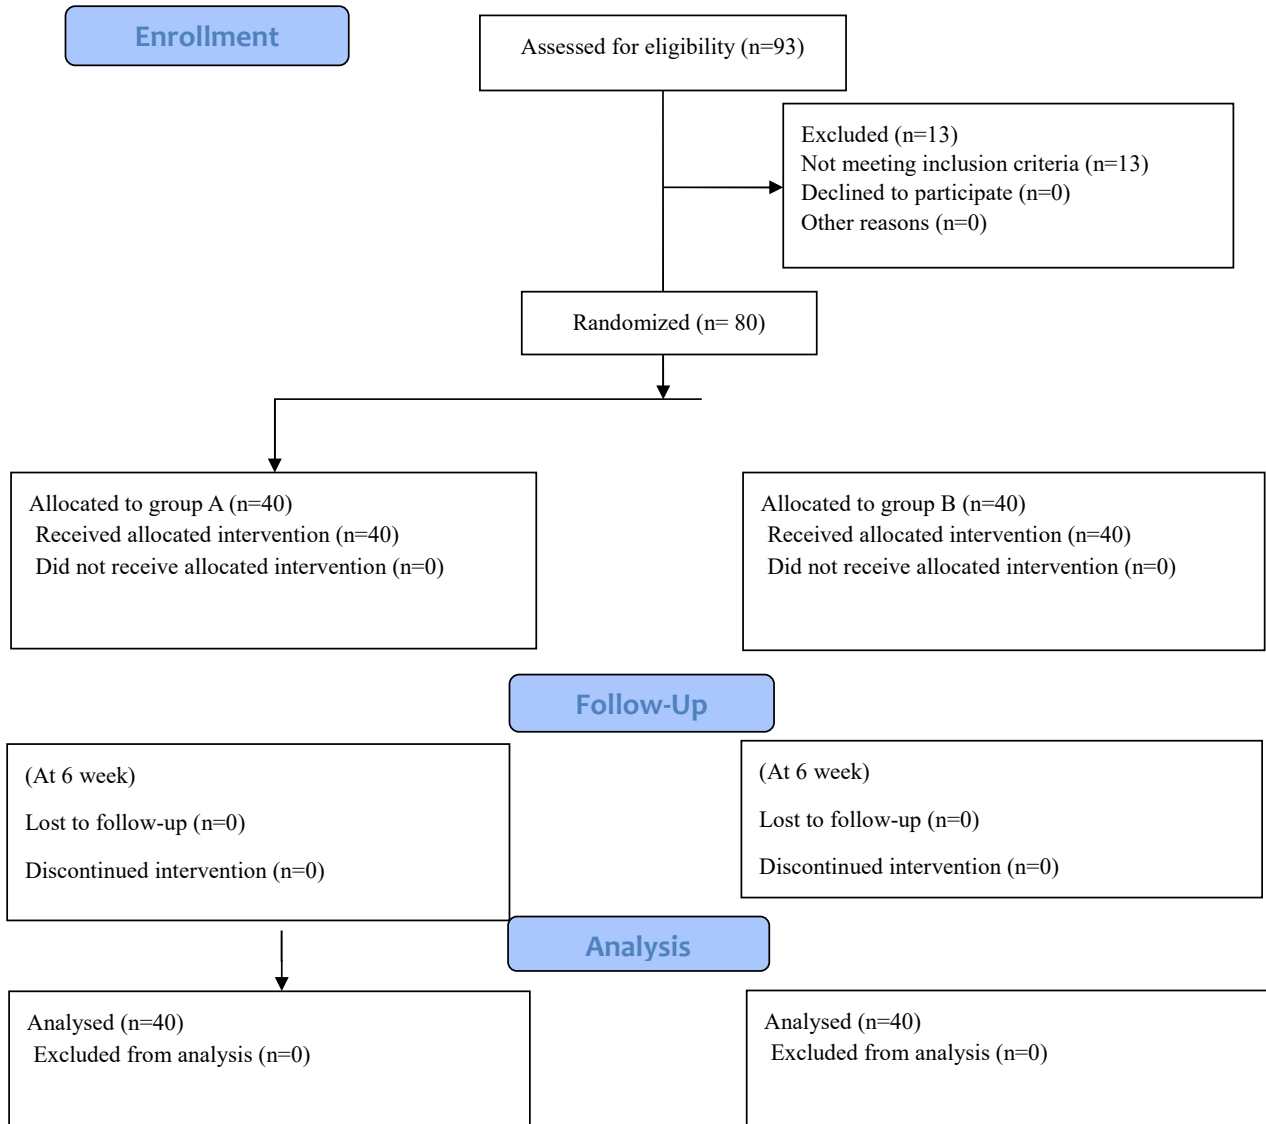 Enrollment
Assessed for eligibility (n=93)
Excluded (n=13)
Not meeting inclusion criteria (n=13)
Declined to participate (n=0)
Other reasons (n=0)
Randomized (n= 80)
Allocated to group A (n=40)
Received allocated intervention (n=40)
Did not receive allocated intervention (n=0)
Allocated to group B (n=40)
Received allocated intervention (n=40)
Did not receive allocated intervention (n=0)
Follow-Up
(At 6 week)
Lost to follow-up (n=0)
Discontinued intervention (n=0)
(At 6 week)
Lost to follow-up (n=0)
Discontinued intervention (n=0)
Analysis
Analysed (n=40)
Excluded from analysis (n=0)
Analysed (n=40)
Excluded from analysis (n=0)